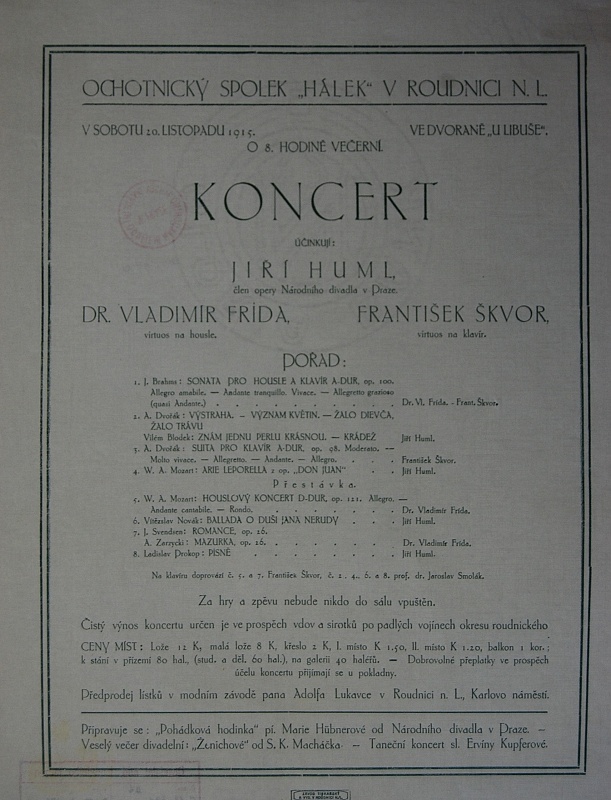 OCHOTNICKÝ SPOLEK „HÁLEK“ V ROUDNICI N. L.
V SOBOTU 20. LISTOPADU 1915. VE DVORANĚ „U LIBUŠE“.
O 8. HODINĚ VEČERNÍ.
KONCERT
ÚČINKUJÍ:
JIŘÍ HUML,
člen opery Národního divadla v Praze.
DR. VLADIMÍR FRÍDA, FRANTIŠEK ŠKVOR,
virtuos na housle. virtuos na klavír.
POŘAD:
1. J. Brahms: SONATA PRO HOUSLE A KLAVÍR A-DUR, op. 100.
Allegro amabile. — Andante tranquillo. Vivace. — Allegretto grazioso
(quasi Andante.) . . . . . . . . . . Dr. Vl. Frída. - Frant. Škvor.
2. A. Dvořák: VÝSTRAHA. – VÝZNAM KVĚTIN. — ŽALO DIEVČA,
ŽALO TRÁVU
Vilém Blodek: ZNÁM JEDNU PERLU KRÁSNOU. — KRÁDEŽ Jiří Huml.
3. A. Dvořák: SUITA PRO KLAVÍR A-DUR, op. 98. Moderato. —
Molto vivace. — Allegretto. — Andante. — Allegro. . . . František Škvor.
4. W. A. Mozart: ARIE LEPORELLA z op. „DON JUAN“ . . Jiří Huml.
Přestávka.
5. W. A. Mozart: HOUSLOVÝ KONCERT D-DUR, op. 121. Allegro. —
Andante cantabile. — Rondo. . . . . . Dr. Vladimír Frída.
6. Vítězslav Novák: BALLADA O DUŠI JANA NERUDY . . . Jiří Huml.
7. J. Svendsen: ROMANCE, op. 26.
A. Zarzycki: MAZURKA, op. 26. . . . . . Dr. Vladimír Frída.
8. Ladislav Prokop: PÍSNĚ . . . . . . . . Jiří Huml.
Na klavíru doprovází č. 5. a 7. František Škvor, č. 2. 4., 6. a 8. prof. dr. Jaroslav Smolák.
Za hry a zpěvu nebude nikdo do sálu vpuštěn.
Čistý výnos koncertu určen je ve prospěch vdov a sirotků po padlých vojínech okresu roudnického
CENY MÍST: Lože 12 K, malá lože 8 K, křeslo 2 K, I. místo K 1.50, II. místo K 1.20, balkon 1 kor.;
k stání v přízemí 80 hal., (stud. a děl. 60 hal.), na galerii 40 haléřů. — Dobrovolné přeplatky ve prospěch
účelu koncertu přijímají se u pokladny.
Předprodej lístků v modním závodě pana Adolfa Lukavce v Roudnici n. L., Karlovo náměstí.
Připravuje se: „Pohádková hodinka“ pí. Marie Hübnerové od Národního divadla v Praze. –
Veselý večer divadelní: „Ženichové“ od S. K. Macháčka. – Taneční koncert sl. Ervíny Kupferové.